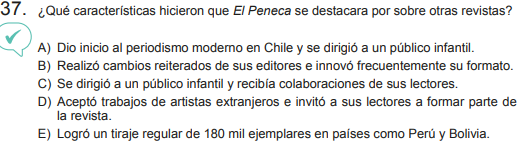 37. ¿Qué características hicieron que El Peneca se destacara por sobre otras revistas?
A) Dio inicio al periodismo moderno en Chile y se dirigió a un público infantil.
B) Realizó cambios reiterados de sus editores e innovó frecuentemente su formato.
C) Se dirigió a un público infantil y recibía colaboraciones de sus lectores.
D) Aceptó trabajos de artistas extranjeros e invitó a sus lectores a formar parte de
la revista.
E) Logró un tiraje regular de 180 mil ejemplares en países como Perú y Bolivia.